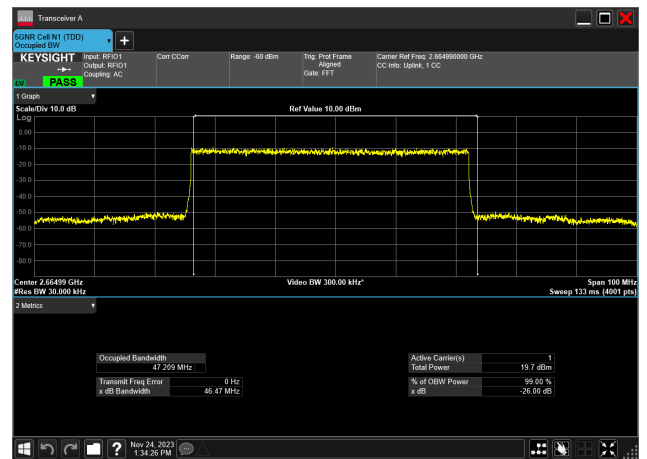 Transceiver A
5GNR Cell N1 (TDD)
Occupied BW
KEYSIGHT
LXI
PASS
Input: RFIO1
Output: RFIO1
Coupling: AC
Corr CCorr
Range: -60 dBm
Trig: Prot Frame
Aligned
Gate: FFT
Carrier Ref Freq: 2.664990000 GHz
CC Info: Uplink, 1 CC
1 Graph
Scale/Div 10.0 dB
Ref Value 10.00 dBm
Log
0.00
-10.0
-20.0
-30.0
-40.0
-50.0
-60.0
-70.0
-80.0
Center 2.66499 GHz
Video BW 300.00 kHz*
Span 100 MHz
#Res BW 30.000 kHz
Sweep 133 ms (4001 pts)
2 Metrics
Occupied Bandwidth
47.209 MHz
Transmit Freq Error 0 Hz
x dB Bandwidth 46.47 MHz
Active Carrier(s) 1
Total Power 19.7 dBm
% of OBW Power 99.00 %
x dB -26.00 dB
?
Nov 24, 2023
1:34:26 PM